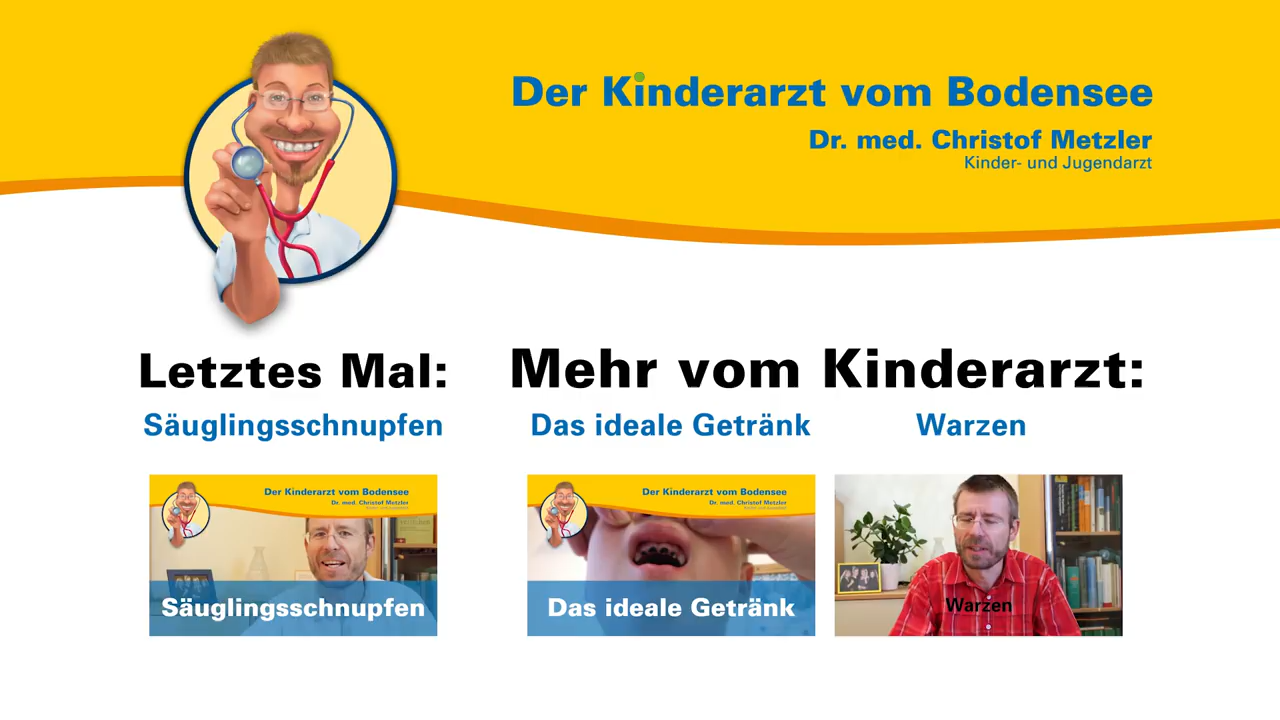 Der Kinderarzt vom Bodensee
Dr. med. Christof Metzler
Kinder- und Jugendarzt
Letztes Mal:
Säuglingsschnupfen
Mehr vom Kinderarzt:
Das ideale Getränk
Warzen
Der Kinderarzt vom Bodensee
Dr. med. Christof Metzler
Säuglingsschnupfen
Der Kinderarzt vom Bodensee
Dr. med. Christof Metzler
Das ideale Getränk
Warzen